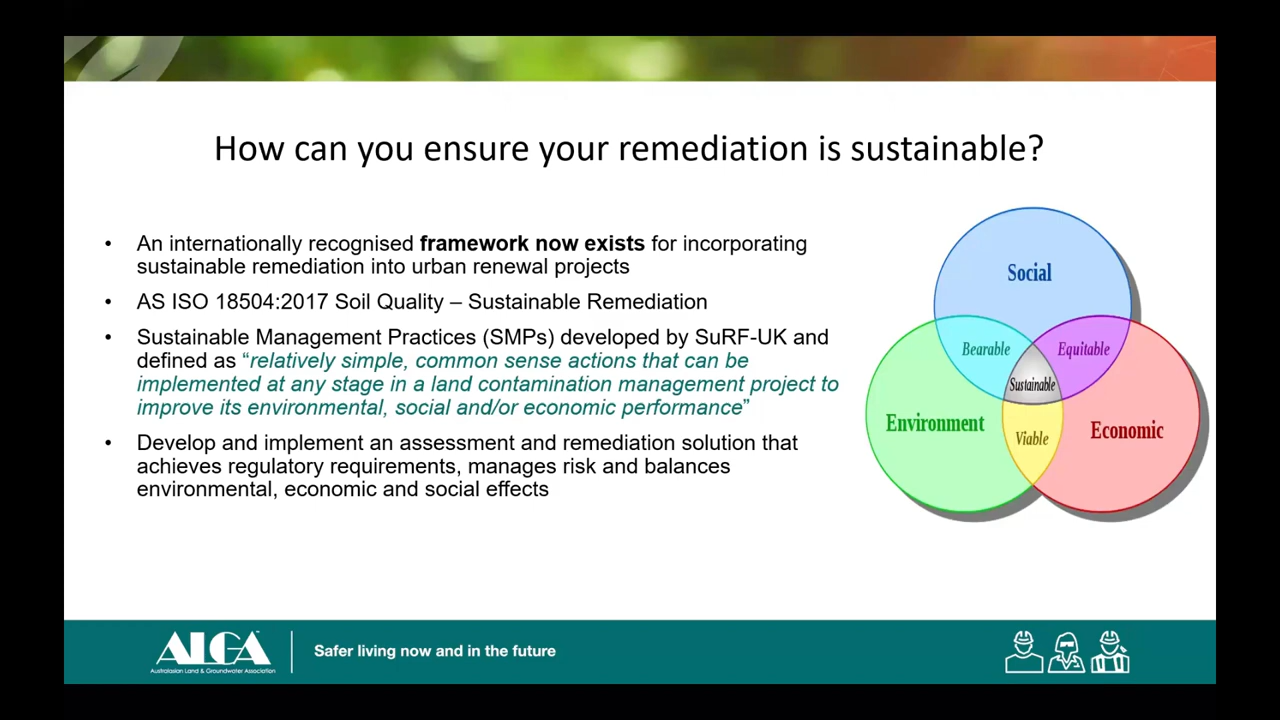 How can you ensure your remediation is sustainable?
• An internationally recognised framework now exists for incorporating
sustainable remediation into urban renewal projects
• AS ISO 18504:2017 Soil Quality – Sustainable Remediation
• Sustainable Management Practices (SMPs) developed by SuRF-UK and
defined as “relatively simple, common sense actions that can be
implemented at any stage in a land contamination management project to
improve its environmental, social and/or economic performance”
• Develop and implement an assessment and remediation solution that
achieves regulatory requirements, manages risk and balances
environmental, economic and social effects
Social
Bearable
Equitable
Sustainable
Environment
Viable
Economic
ALGA
Australasian Land & Groundwater Association
Safer living now and in the future